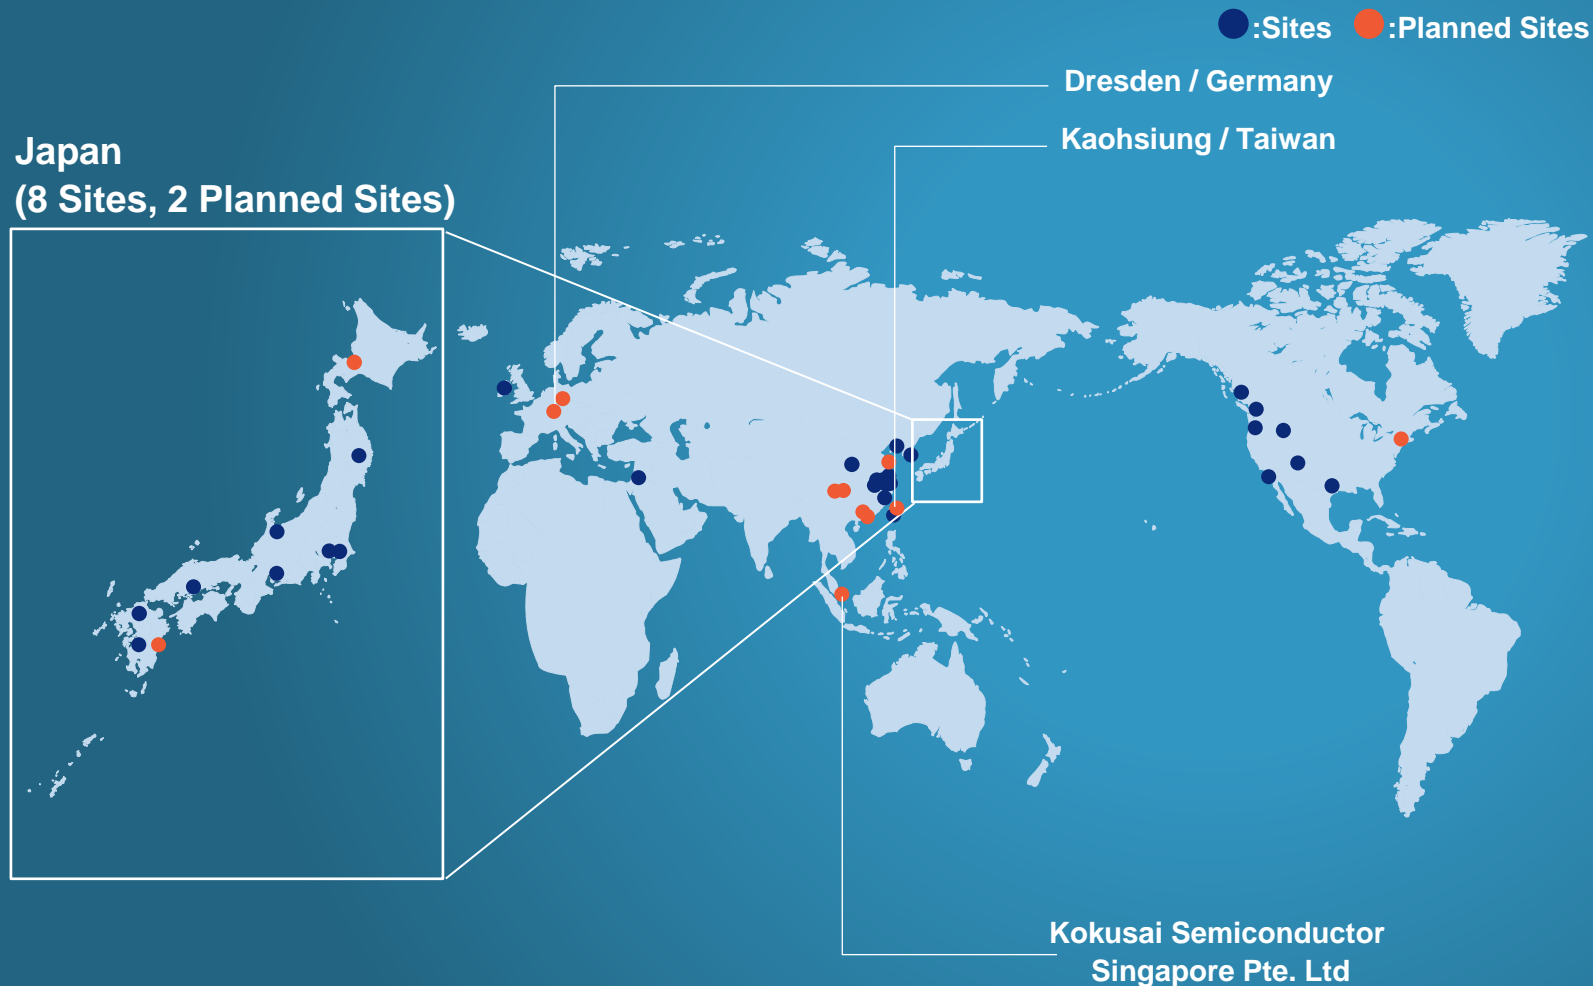 :Sites :Planned Sites
Dresden / Germany
Kaohsiung / Taiwan
Japan
(8 Sites, 2 Planned Sites)
Kokusai Semiconductor
Singapore Pte. Ltd